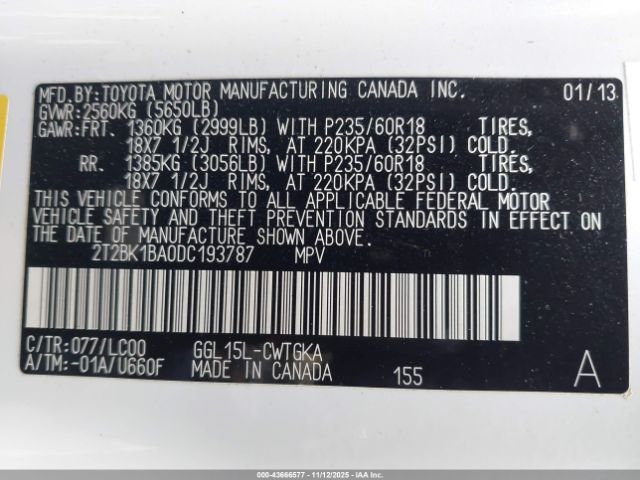 MFD.BY:TOYOTA MOTOR MANUFACTURING CANADA INC. 01/13
GVWR:2560KG (5650LB)
GAWR:FRT. 1360KG (2999LB) WITH P235/60R18 TIRES,
18X7 1/2J RIMS, AT 220KPA (32PSI) COLD.
RR. 1385KG (3056LB) WITH P235/60R18 TIRES,
18X7 1/2J RIMS, AT 220KPA (32PSI) COLD.
THIS VEHICLE CONFORMS TO ALL APPLICABLE FEDERAL MOTOR
VEHICLE SAFETY AND THEFT PREVENTION STANDARDS IN EFFECT ON
THE DATE OF MANUFACTURE SHOWN ABOVE.
2T2BK1BA0DC193787 MPV
C/TR:077/LC00 GGL15L-CWTGKA
A/TM:-01A/U660F MADE IN CANADA 155 A
000-43666577 - 11/12/2025 - copart.com